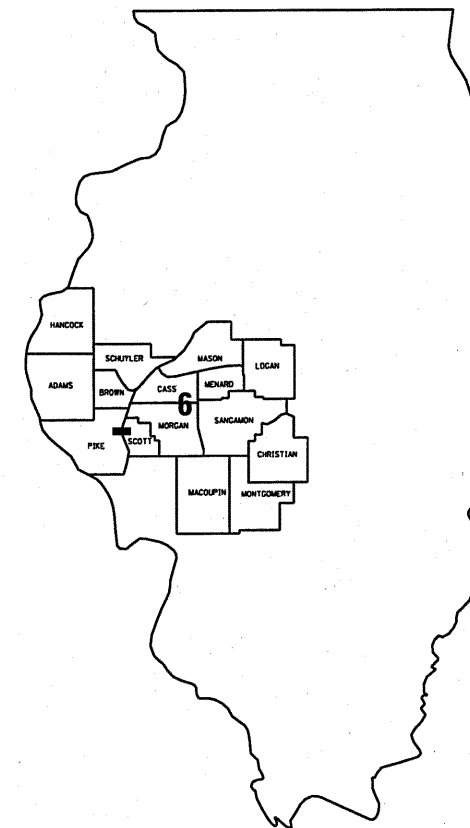 HANCOCK
SCHUYLER
MASON
LOGAN
ADAMS
BROWN
CASS
MENARD
6
MORGAN
SANGAMON
PIKE
SCOTT
CHRISTIAN
MACOUPIN
MONTGOMERY